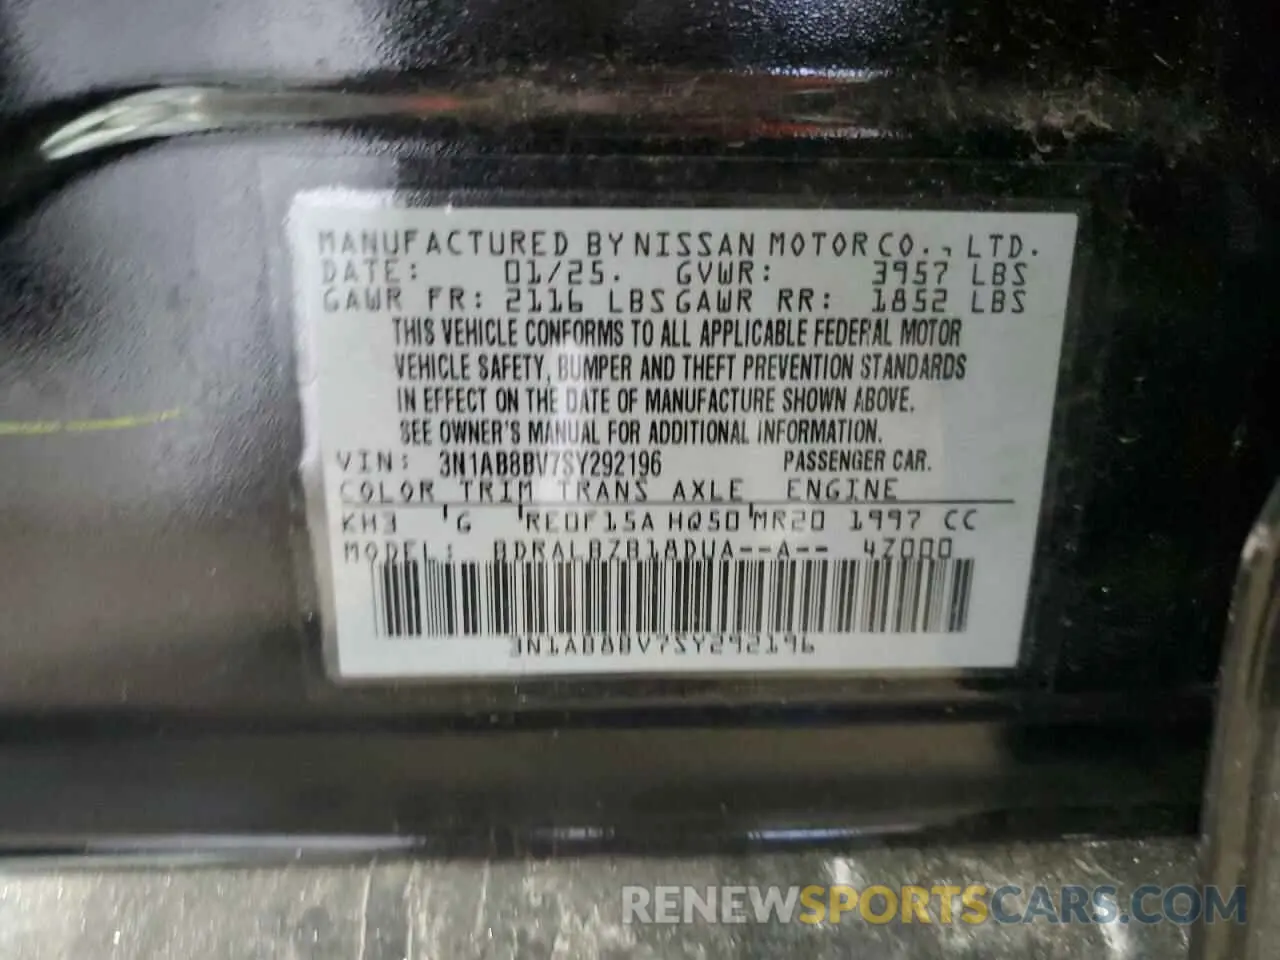 MANUFACTURED BY NISSAN MOTOR CO., LTD.
DATE: 01/25. GVWR: 3957 LBS
GAWR FR: 2116 LBS GAWR RR: 1852 LBS
THIS VEHICLE CONFORMS TO ALL APPLICABLE FEDERAL MOTOR
VEHICLE SAFETY, BUMPER AND THEFT PREVENTION STANDARDS
IN EFFECT ON THE DATE OF MANUFACTURE SHOWN ABOVE.
SEE OWNER'S MANUAL FOR ADDITIONAL INFORMATION.
VIN: 3N1AB8BV7SY292196 PASSENGER CAR.
COLOR TRIM TRANS AXLE ENGINE
KH3 'G 'RE0F15A HQ50'MR20 1997 CC
MODEL: BDRALBZB18DUA--A-- 4Z000
3N1AB8BV7SY292196
RENEWSPORTSCARS.COM